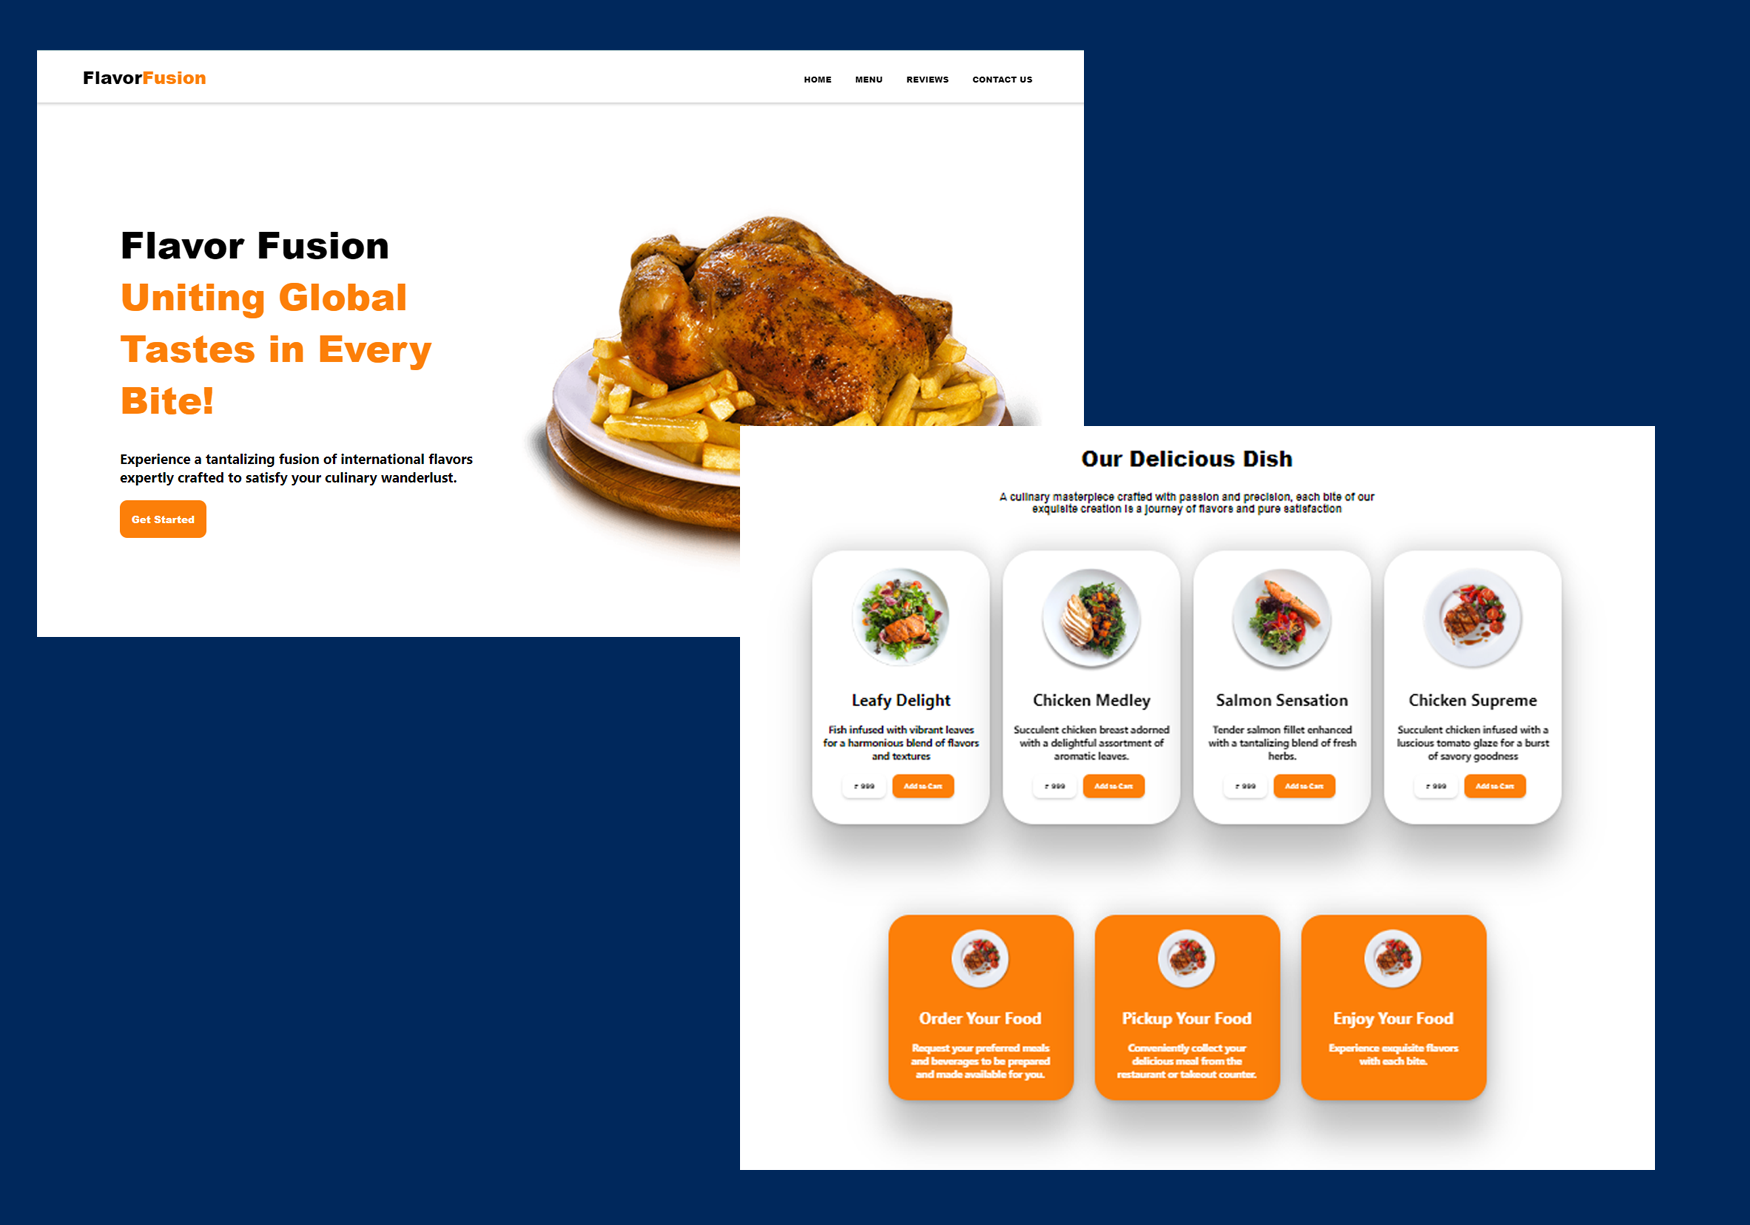 FlavorFusion
HOME MENU REVIEWS CONTACT US
Flavor Fusion
Uniting Global
Tastes in Every
Bite!
Experience a tantalizing fusion of international flavors
expertly crafted to satisfy your culinary wanderlust.
Get Started
Our Delicious Dish
A culinary masterpiece crafted with passion and precision, each bite of our
exquisite creation is a journey of flavors and pure satisfaction
Leafy Delight
Fish infused with vibrant leaves
for a harmonious blend of flavors
and textures
₹ 999 Add to Cart
Chicken Medley
Succulent chicken breast adorned
with a delightful assortment of
aromatic leaves.
₹ 999 Add to Cart
Salmon Sensation
Tender salmon fillet enhanced
with a tantalizing blend of fresh
herbs.
₹ 999 Add to Cart
Chicken Supreme
Succulent chicken infused with a
luscious tomato glaze for a burst
of savory goodness
₹ 999 Add to Cart
Order Your Food
Request your preferred meals
and beverages to be prepared
and made available for you.
Pickup Your Food
Conveniently collect your
delicious meal from the
restaurant or takeout counter.
Enjoy Your Food
Experience exquisite flavors
with each bite.